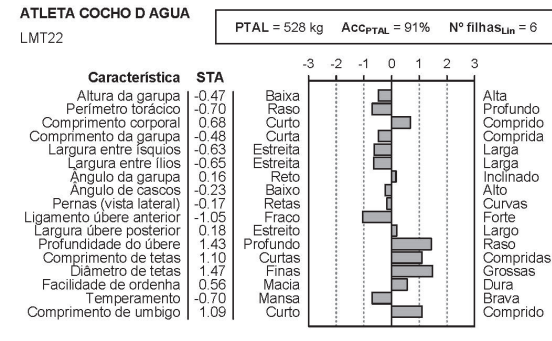 ATLETA COCHO D AGUA
LMT22
PTAL = 528 kg AccPTAL = 91% Nº filhasLin = 6
-3 -2 -1 0 1 2 3
Característica STA
Altura da garupa -0.47 Baixa Alta
Perímetro torácico -0.70 Raso Profundo
Comprimento corporal 0.68 Curto Comprido
Comprimento da garupa -0.48 Curta Comprida
Largura entre ísquios -0.63 Estreita Larga
Largura entre ílios -0.65 Estreita Larga
Ângulo da garupa 0.16 Reto Inclinado
Ângulo de cascos -0.23 Baixo Alto
Pernas (vista lateral) -0.17 Retas Curvas
Ligamento úbere anterior -1.05 Fraco Forte
Largura úbere posterior 0.18 Estreito Largo
Profundidade do úbere 1.43 Profundo Raso
Comprimento de tetas 1.10 Curtas Compridas
Diâmetro de tetas 1.47 Finas Grossas
Facilidade de ordenha 0.56 Macia Dura
Temperamento -0.70 Mansa Brava
Comprimento de umbigo 1.09 Curto Comprido